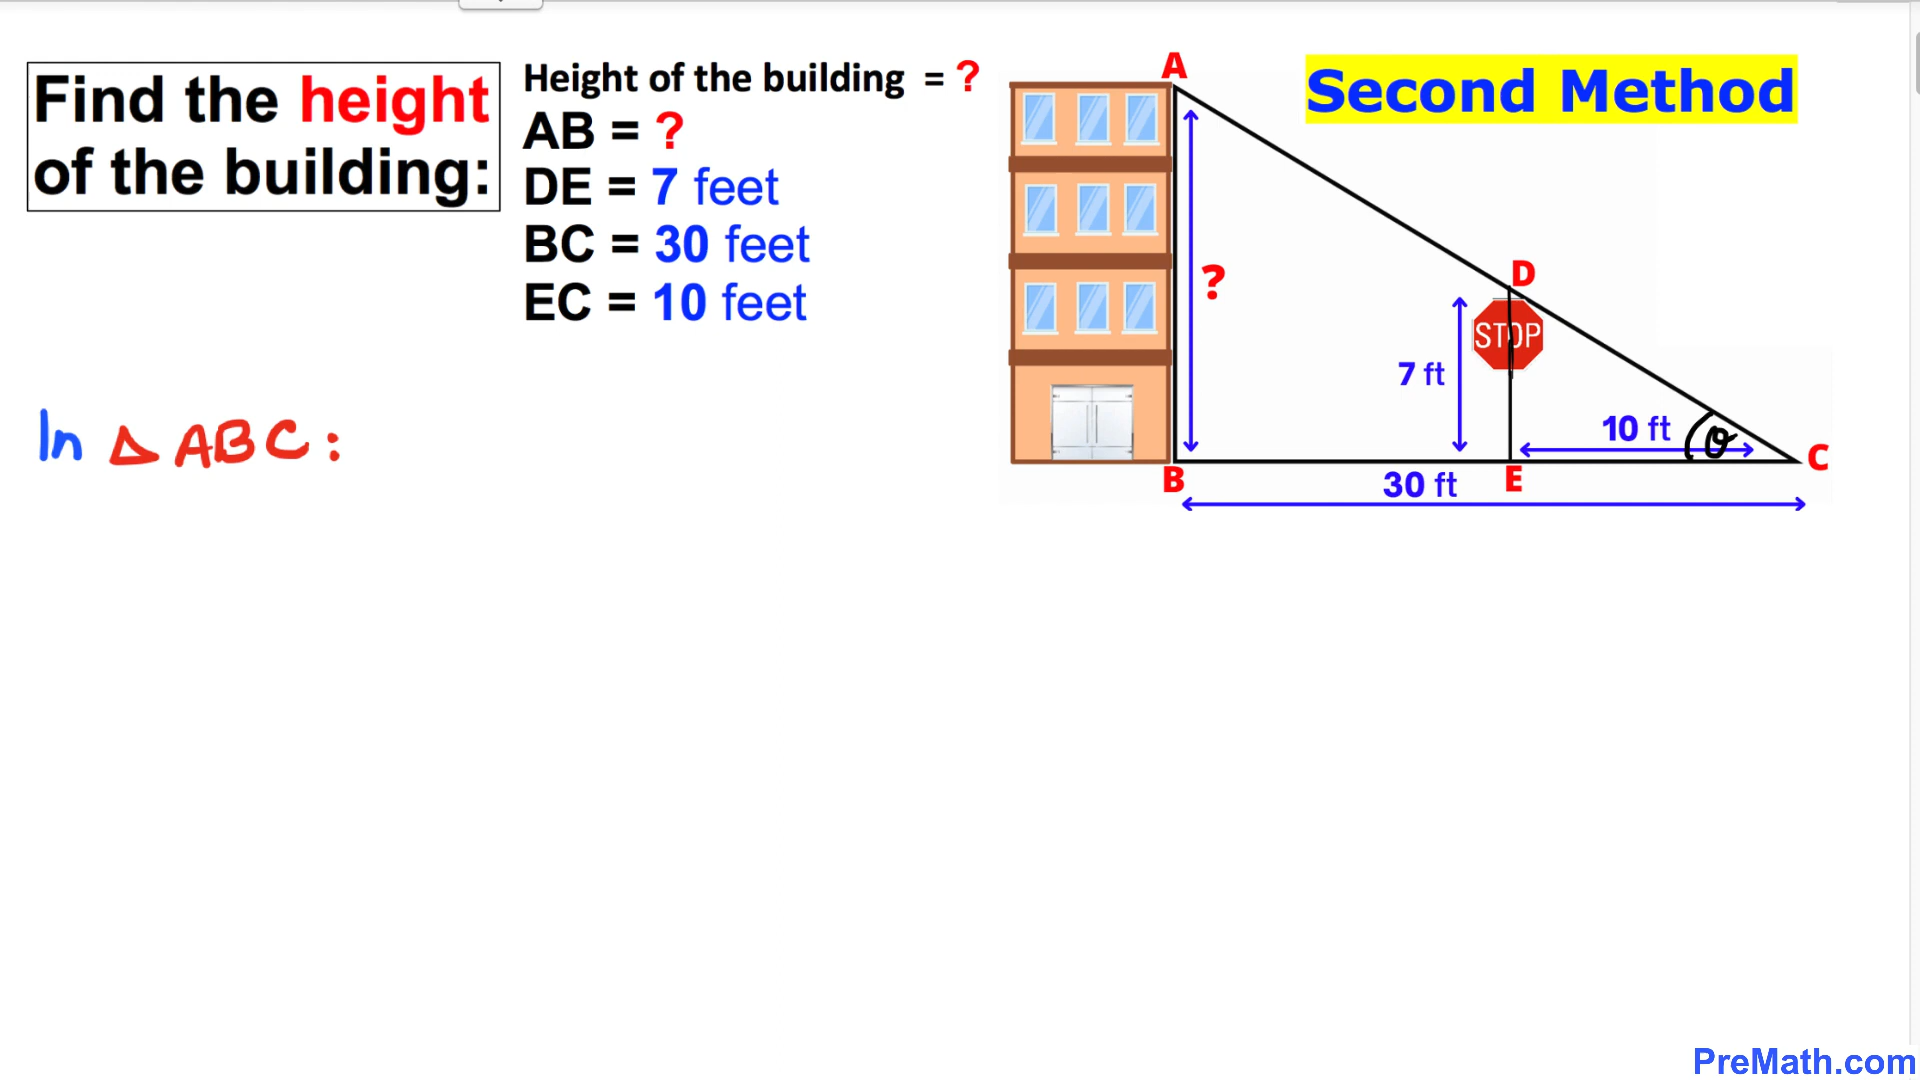 Find the height
of the building:
Height of the building = ?
AB = ?
DE = 7 feet
BC = 30 feet
EC = 10 feet
Second Method
A
?
D
STOP
7 ft
10 ft
θ
C
B
30 ft
E
In Δ ABC:
PreMath.com